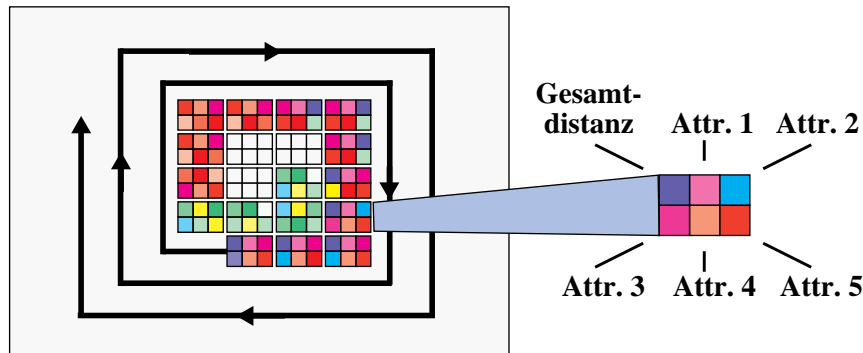 Gesamt-
distanz
Attr. 1
Attr. 2
Attr. 3
Attr. 4
Attr. 5